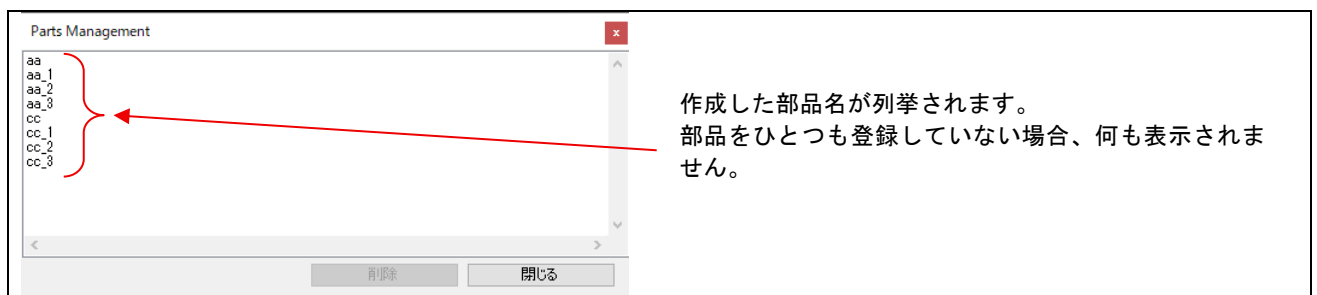 Parts Management
x
aa
aa_1
aa_2
aa_3
cc
cc_1
cc_2
cc_3
削除
閉じる
作成した部品名が列挙されます。
部品をひとつも登録していない場合、何も表示されま
せん。